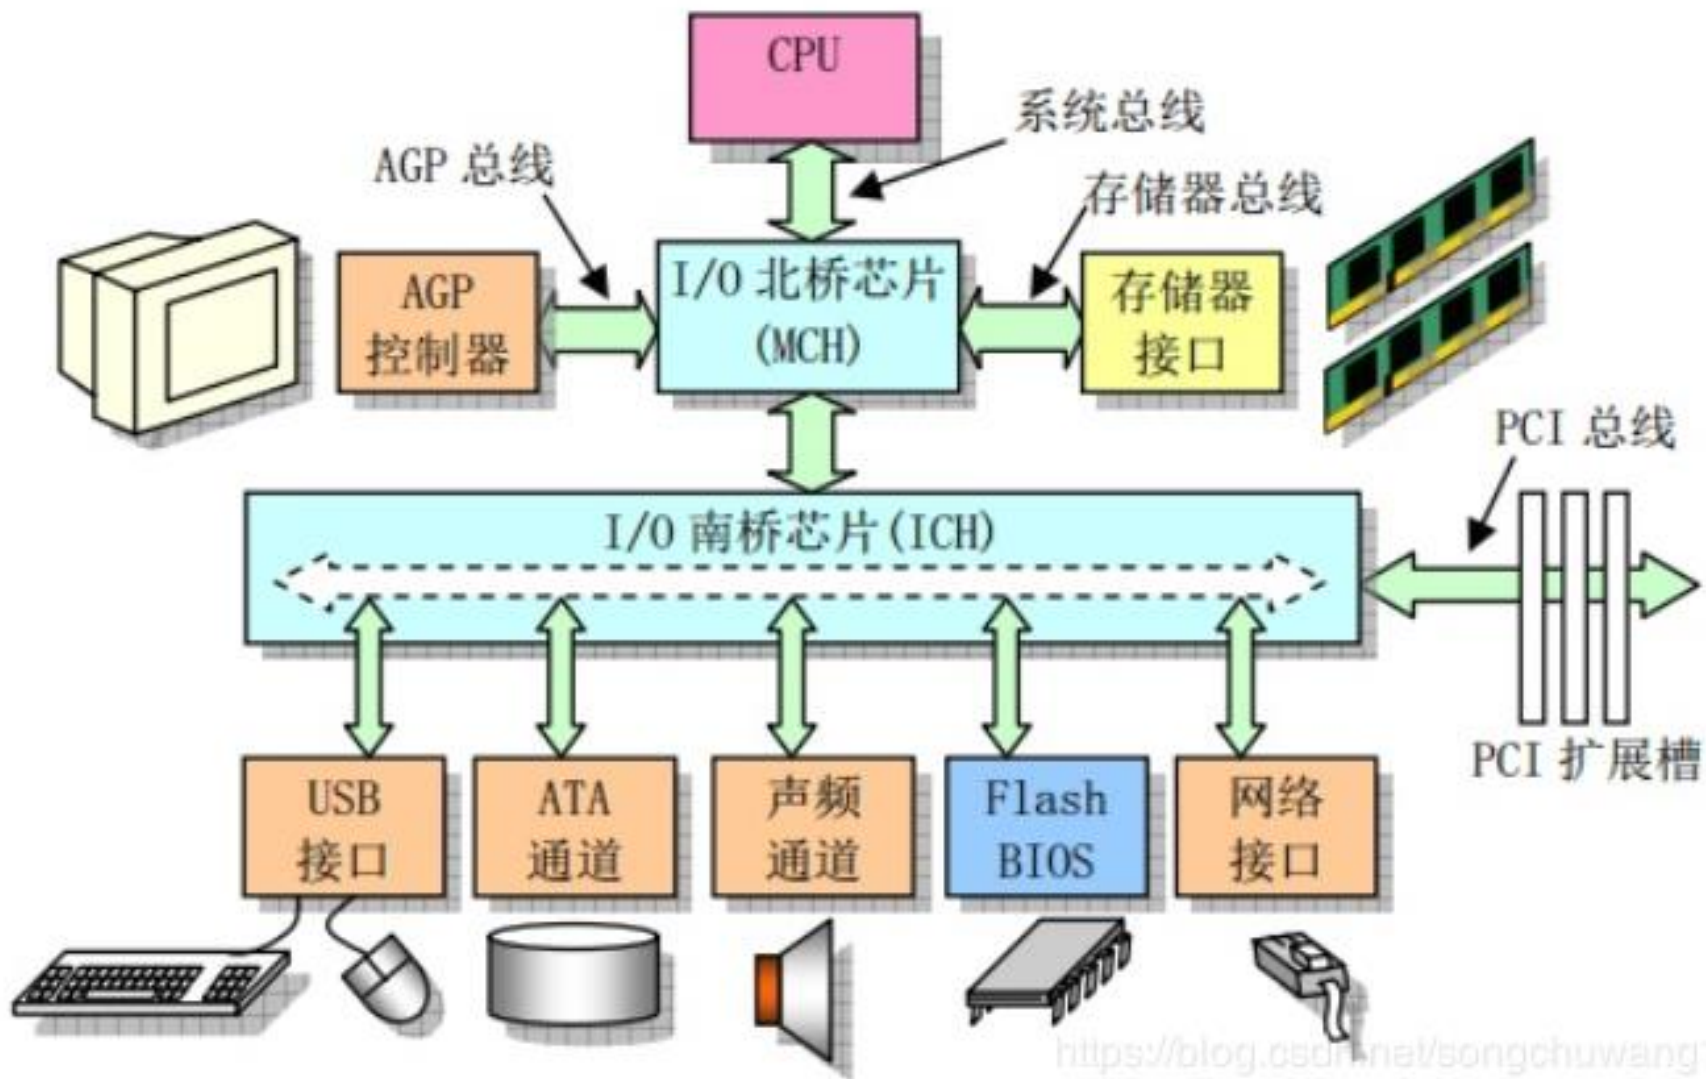 CPU
系统总线
AGP 总线
存储器总线
AGP
控制器
I/O 北桥芯片
(MCH)
存储器
接口
PCI 总线
I/O 南桥芯片(ICH)
PCI 扩展槽
USB
接口
ATA
通道
声频
通道
Flash
BIOS
网络
接口
https://blog.csdn.net/songchuwang